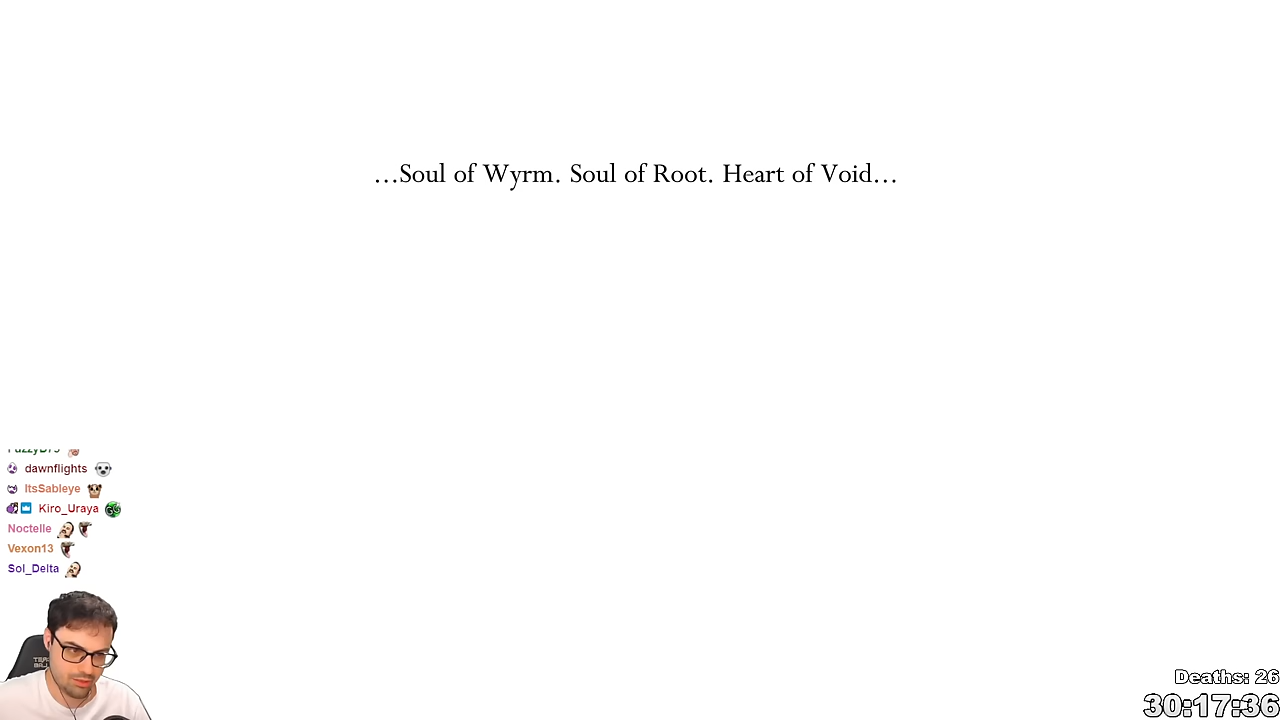 ...Soul of Wyrm. Soul of Root. Heart of Void...
dawnflights
ItsSableye
Kiro_Uraya
Noctelle
Vexon13
Sol_Delta
Deaths: 26
30:17:36